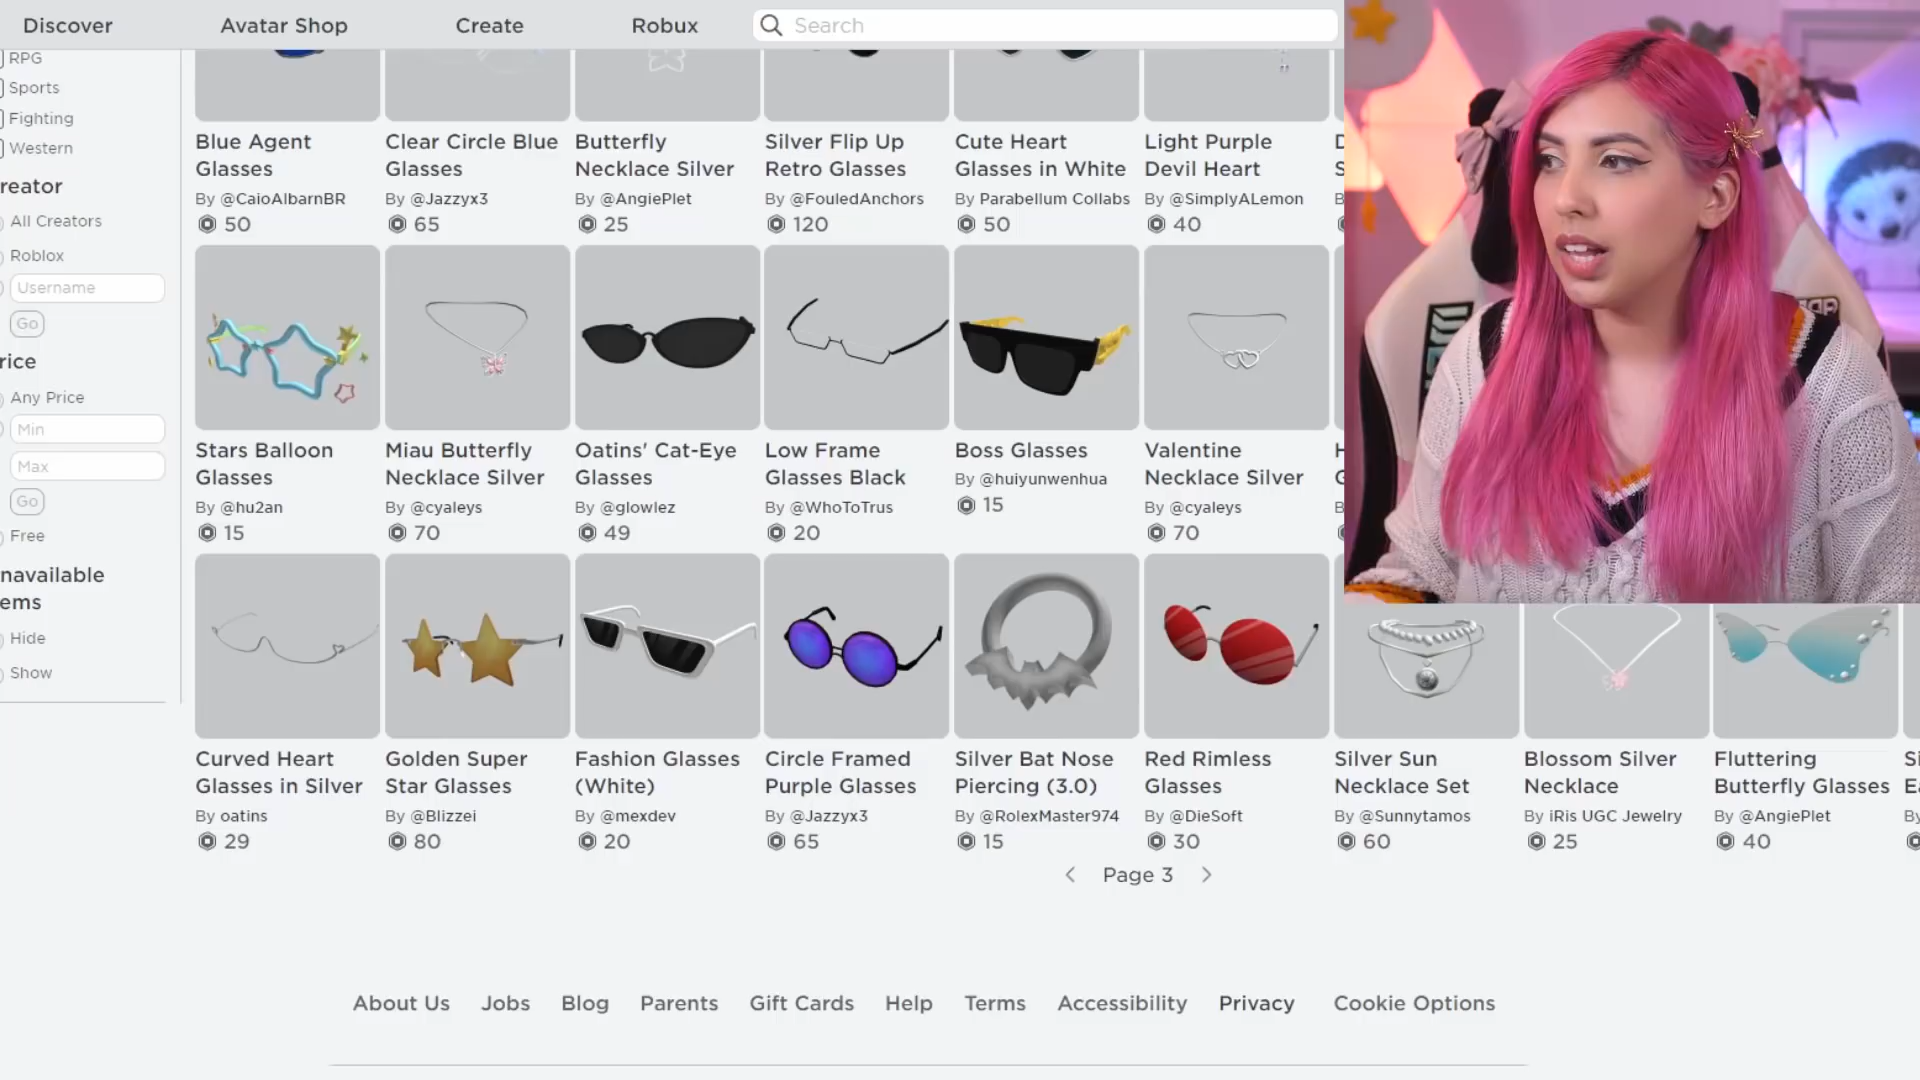 Discover
Avatar Shop
Create
Robux
Search
RPG
Sports
Fighting
Western
reator
All Creators
Roblox
Username
Go
rice
Any Price
Min
Max
Go
Free
navailable
ems
Hide
Show
Blue Agent
Glasses
By @CaioAlbarnBR
50
Clear Circle Blue
Glasses
By @Jazzyx3
65
Butterfly
Necklace Silver
By @AngiePlet
25
Silver Flip Up
Retro Glasses
By @FouledAnchors
120
Cute Heart
Glasses in White
By Parabellum Collabs
50
Light Purple
Devil Heart
By @SimplyALemon
40
Stars Balloon
Glasses
By @hu2an
15
Miau Butterfly
Necklace Silver
By @cyaleys
70
Oatins' Cat-Eye
Glasses
By @glowlez
49
Low Frame
Glasses Black
By @WhoToTrus
20
Boss Glasses
By @huiyunwenhua
15
Valentine
Necklace Silver
By @cyaleys
70
Curved Heart
Glasses in Silver
By oatins
29
Golden Super
Star Glasses
By @Blizzei
80
Fashion Glasses
(White)
By @mexdev
20
Circle Framed
Purple Glasses
By @Jazzyx3
65
Silver Bat Nose
Piercing (3.0)
By @RolexMaster974
15
Red Rimless
Glasses
By @DieSoft
30
Silver Sun
Necklace Set
By @Sunnytamos
60
Blossom Silver
Necklace
By iRis UGC Jewelry
25
Fluttering
Butterfly Glasses
By @AngiePlet
40
Page 3
About Us
Jobs
Blog
Parents
Gift Cards
Help
Terms
Accessibility
Privacy
Cookie Options